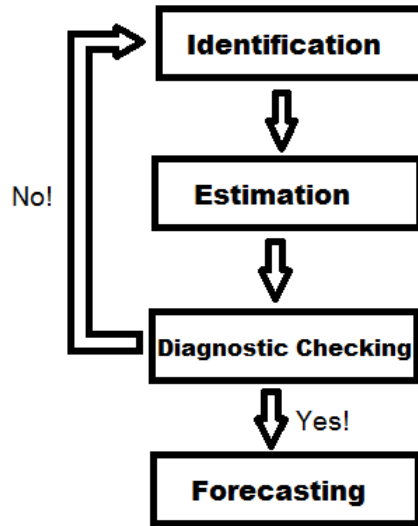 Identification
Estimation
No!
Diagnostic Checking
Yes!
Forecasting